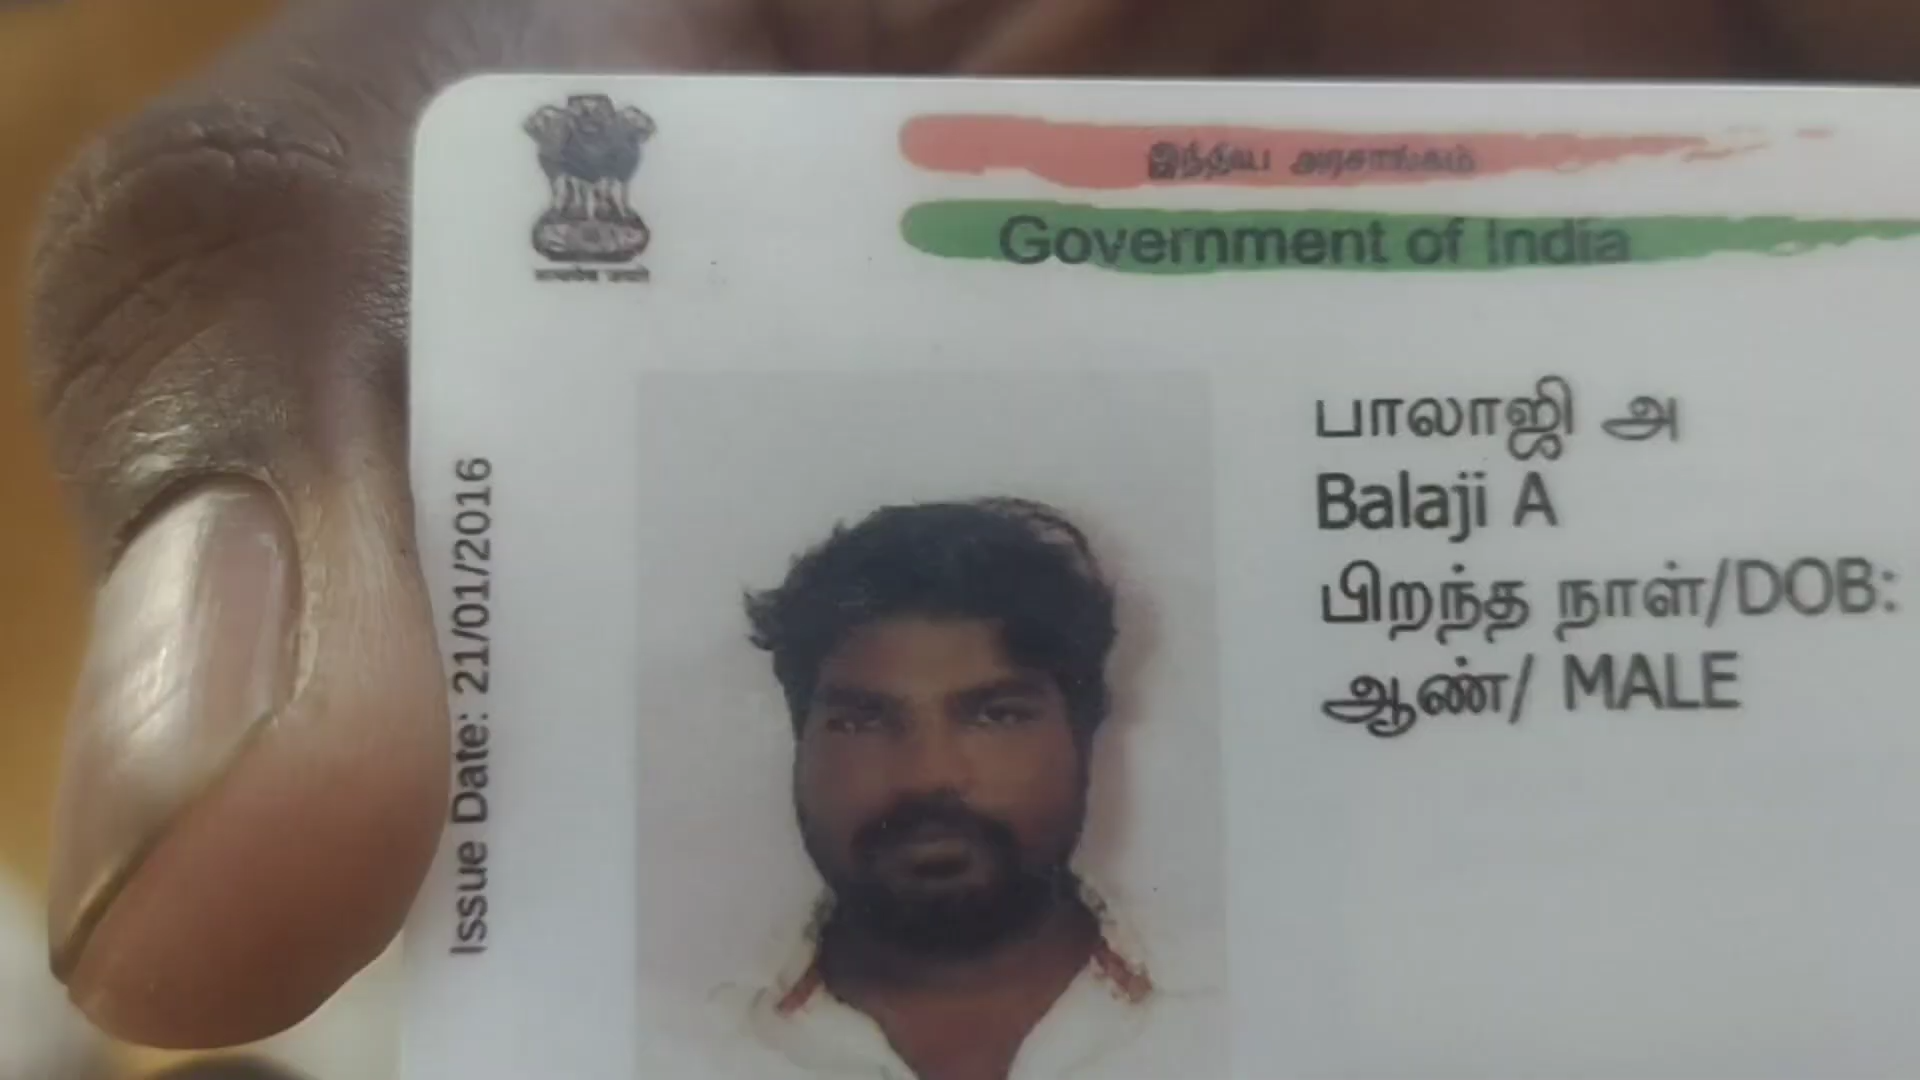 இந்திய அரசாங்கம்
Government of India
பாலாஜி அ
Balaji A
பிறந்த நாள்/DOB:
ஆண்/ MALE
Issue Date: 21/01/2016